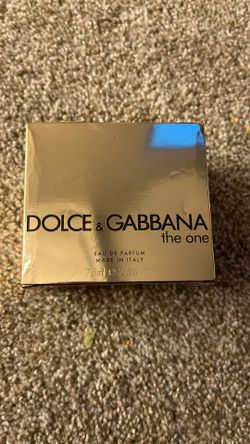 DOLCE & GABBANA
the one
EAU DE PARFUM
MADE IN ITALY